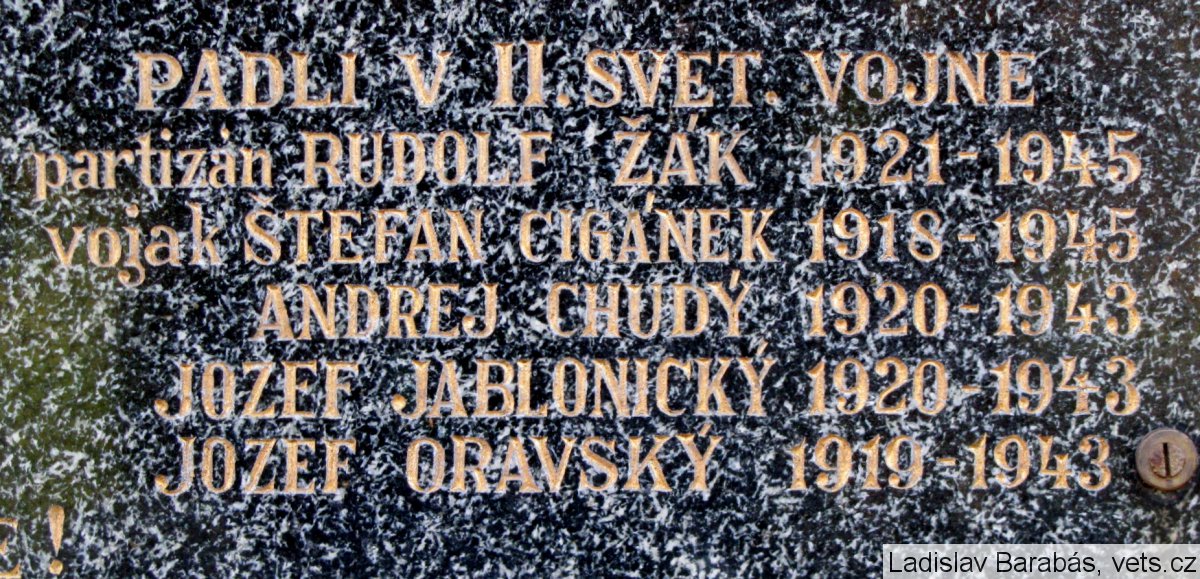 PADLI V II. SVET. VOJNE
partizán RUDOLF ŽÁK 1921-1945
vojak ŠTEFAN CIGÁNEK 1918-1945
ANDREJ CHUDÝ 1920-1943
JOZEF JABLONICKÝ 1920-1943
JOZEF ORAVSKÝ 1919-1943
E!
Ladislav Barabás, vets.cz